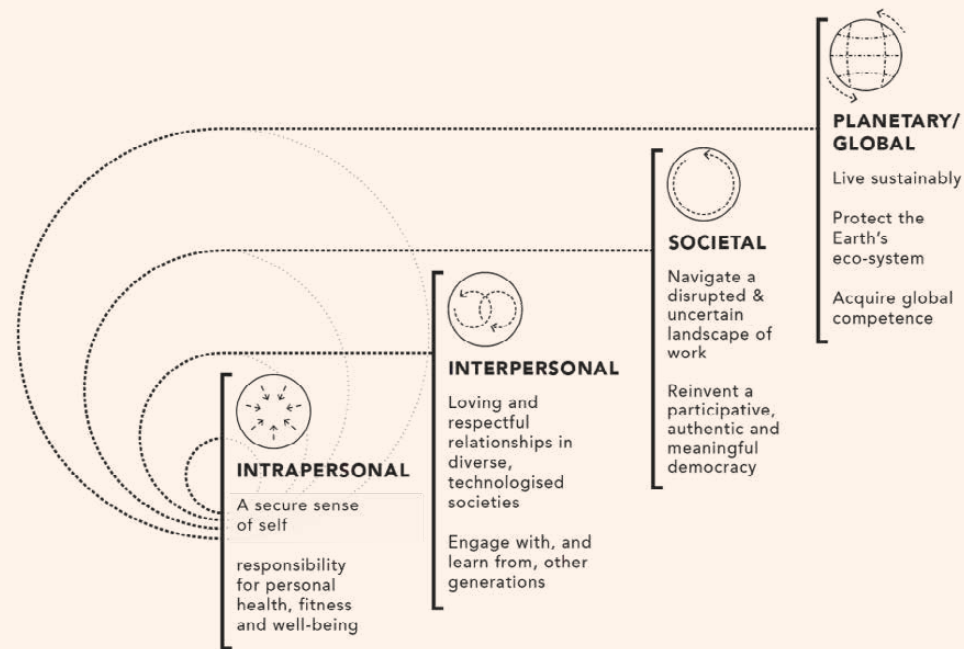 PLANETARY/
GLOBAL
Live sustainably
Protect the
Earth's
eco-system
Acquire global
competence
SOCIETAL
Navigate a
disrupted &
uncertain
landscape of
work
Reinvent a
participative,
authentic and
meaningful
democracy
INTERPERSONAL
Loving and
respectful
relationships in
diverse,
technologised
societies
Engage with, and
learn from, other
generations
INTRAPERSONAL
A secure sense
of self
responsibility
for personal
health, fitness
and well-being